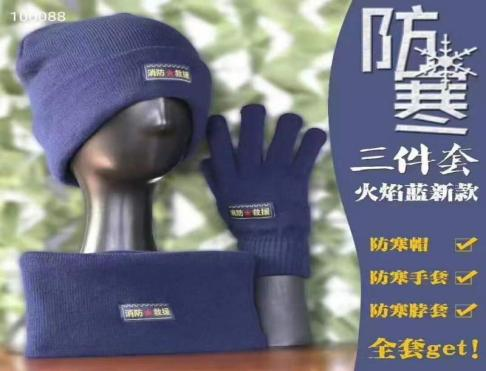 100088
消防★救援
消防★救援
消防★救援
防寒
三件套
火焰蓝新款
防寒帽
防寒手套
防寒脖套
全套get!